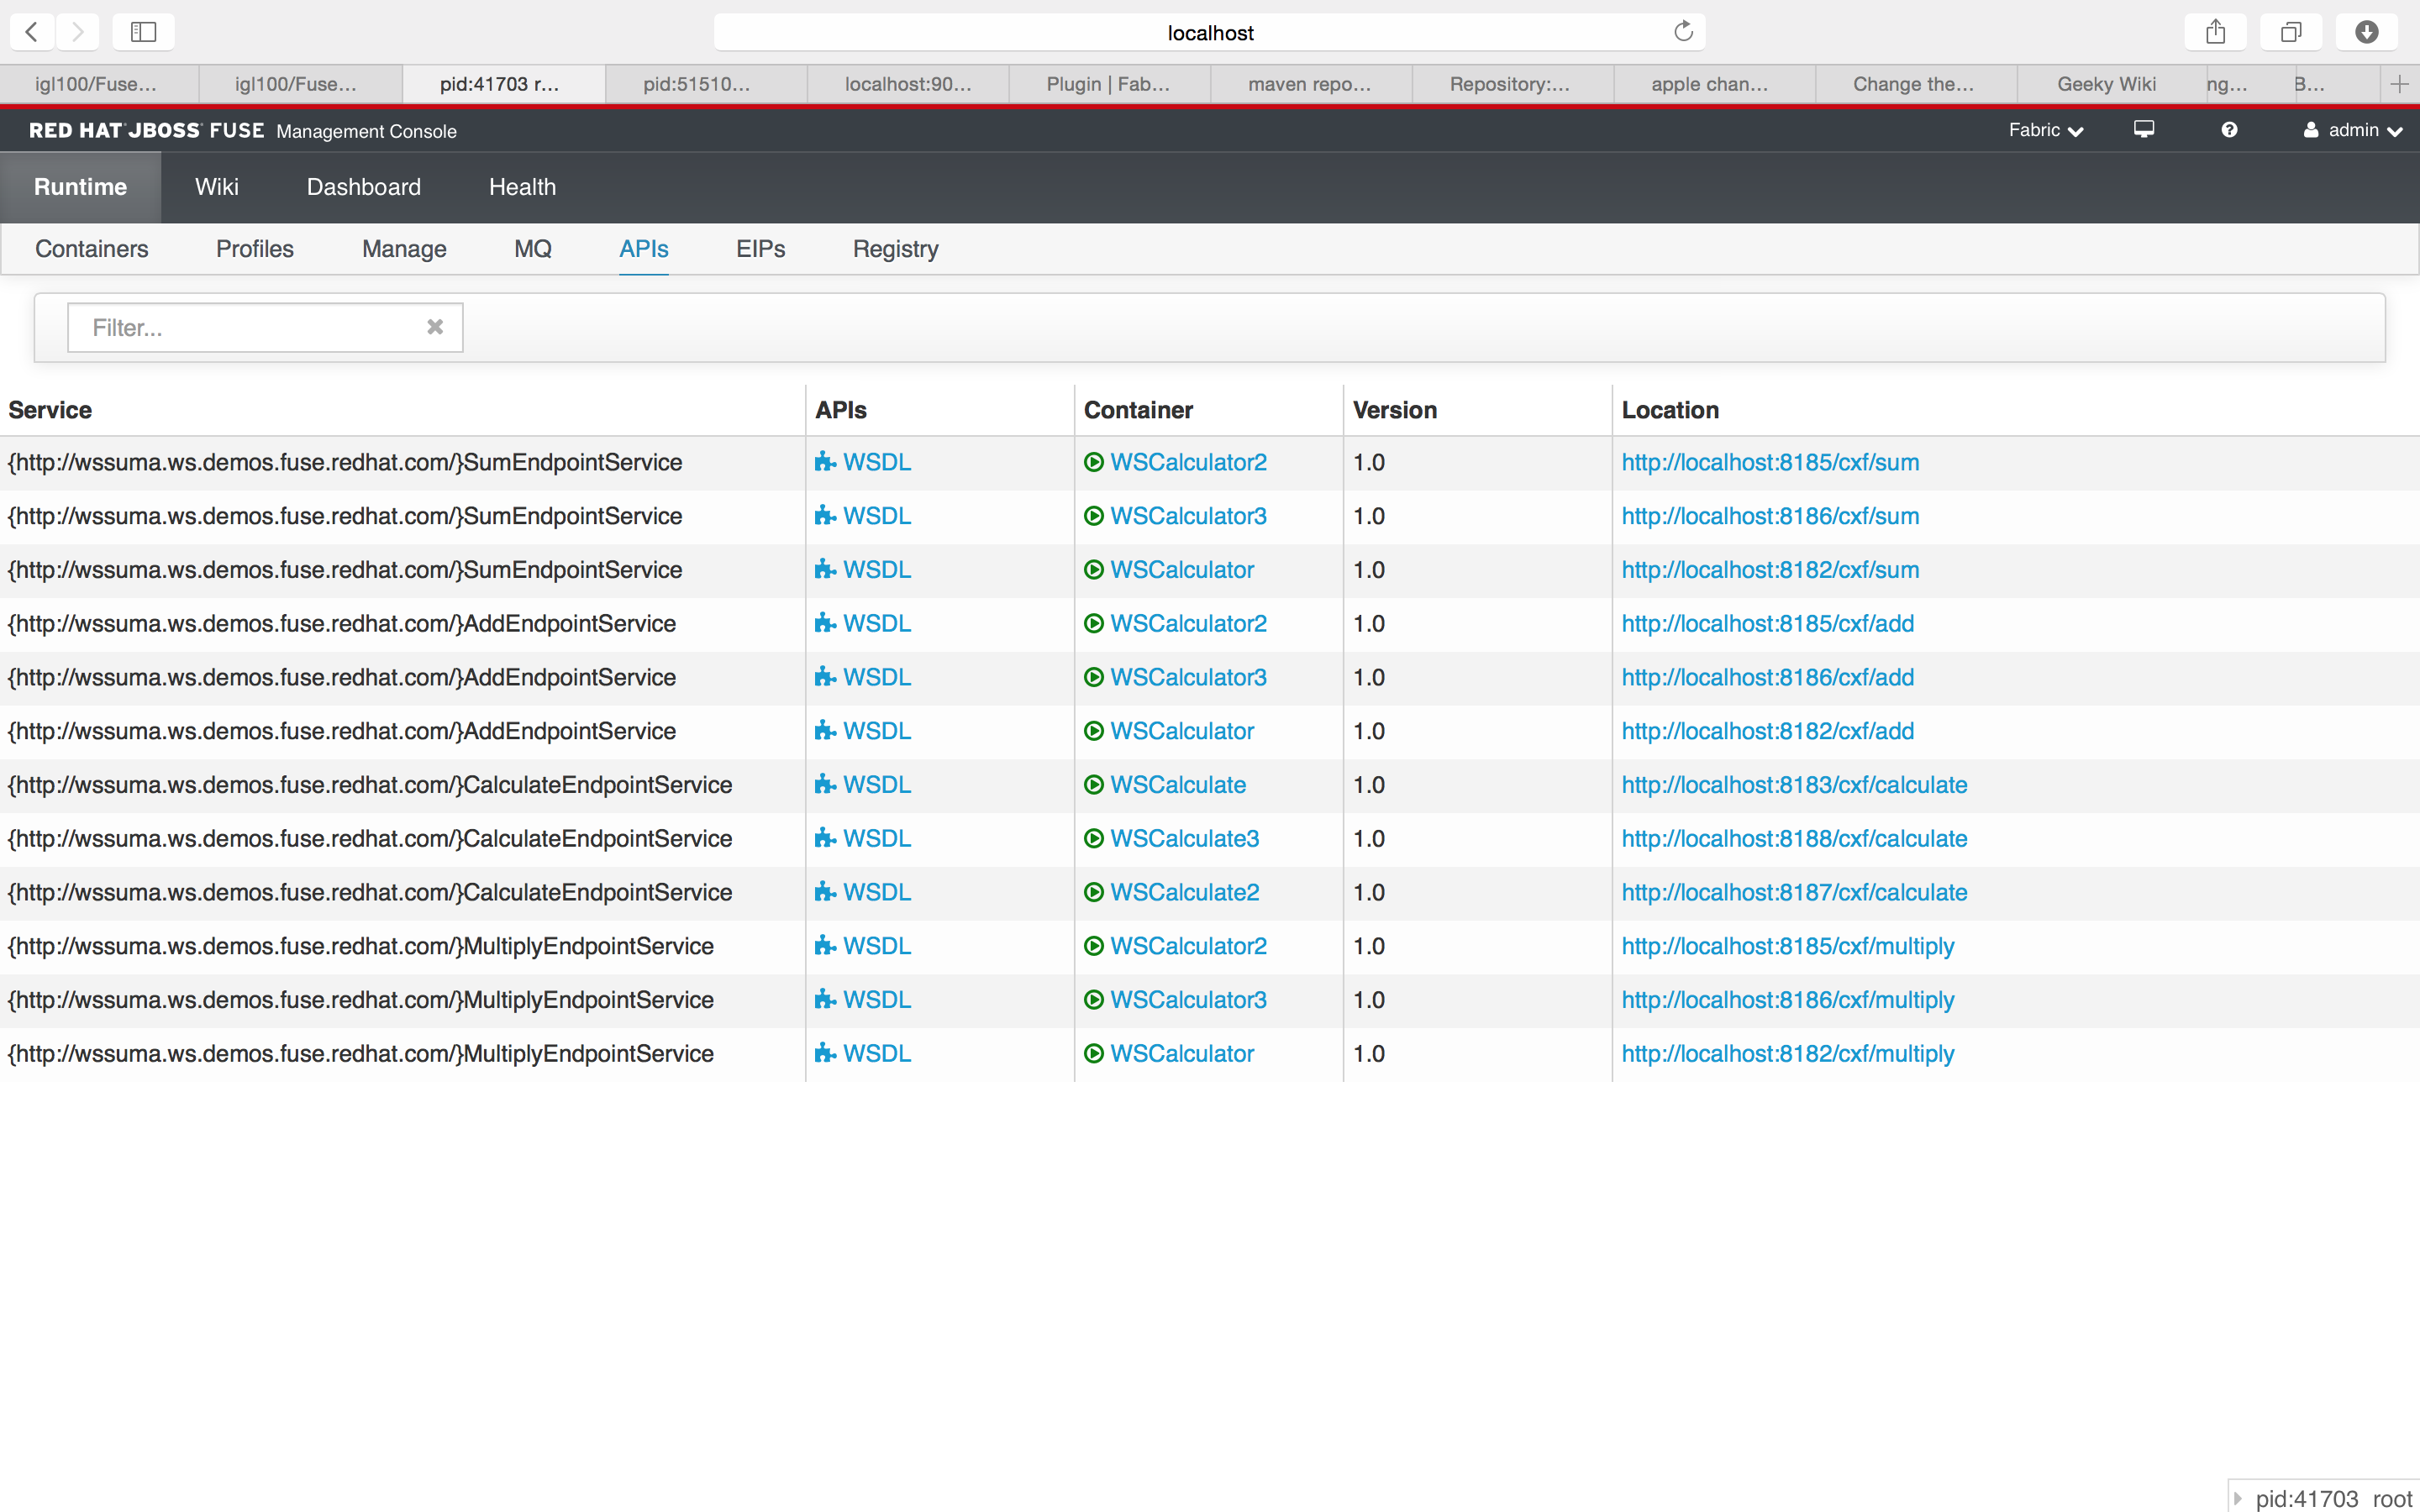 localhost
igl100/Fuse... igl100/Fuse... pid:41703 r... pid:51510... localhost:90... Plugin | Fab... maven repo... Repository:... apple chan... Change the... Geeky Wiki ng... B...
RED HAT JBOSS FUSE Management Console Fabric admin
Runtime Wiki Dashboard Health
Containers Profiles Manage MQ APIs EIPs Registry
Filter...
Service APIs Container Version Location
{http://wssuma.ws.demos.fuse.redhat.com/}SumEndpointService WSDL WSCalculator2 1.0 http://localhost:8185/cxf/sum
{http://wssuma.ws.demos.fuse.redhat.com/}SumEndpointService WSDL WSCalculator3 1.0 http://localhost:8186/cxf/sum
{http://wssuma.ws.demos.fuse.redhat.com/}SumEndpointService WSDL WSCalculator 1.0 http://localhost:8182/cxf/sum
{http://wssuma.ws.demos.fuse.redhat.com/}AddEndpointService WSDL WSCalculator2 1.0 http://localhost:8185/cxf/add
{http://wssuma.ws.demos.fuse.redhat.com/}AddEndpointService WSDL WSCalculator3 1.0 http://localhost:8186/cxf/add
{http://wssuma.ws.demos.fuse.redhat.com/}AddEndpointService WSDL WSCalculator 1.0 http://localhost:8182/cxf/add
{http://wssuma.ws.demos.fuse.redhat.com/}CalculateEndpointService WSDL WSCalculate 1.0 http://localhost:8183/cxf/calculate
{http://wssuma.ws.demos.fuse.redhat.com/}CalculateEndpointService WSDL WSCalculate3 1.0 http://localhost:8188/cxf/calculate
{http://wssuma.ws.demos.fuse.redhat.com/}CalculateEndpointService WSDL WSCalculate2 1.0 http://localhost:8187/cxf/calculate
{http://wssuma.ws.demos.fuse.redhat.com/}MultiplyEndpointService WSDL WSCalculator2 1.0 http://localhost:8185/cxf/multiply
{http://wssuma.ws.demos.fuse.redhat.com/}MultiplyEndpointService WSDL WSCalculator3 1.0 http://localhost:8186/cxf/multiply
{http://wssuma.ws.demos.fuse.redhat.com/}MultiplyEndpointService WSDL WSCalculator 1.0 http://localhost:8182/cxf/multiply
pid:41703 root